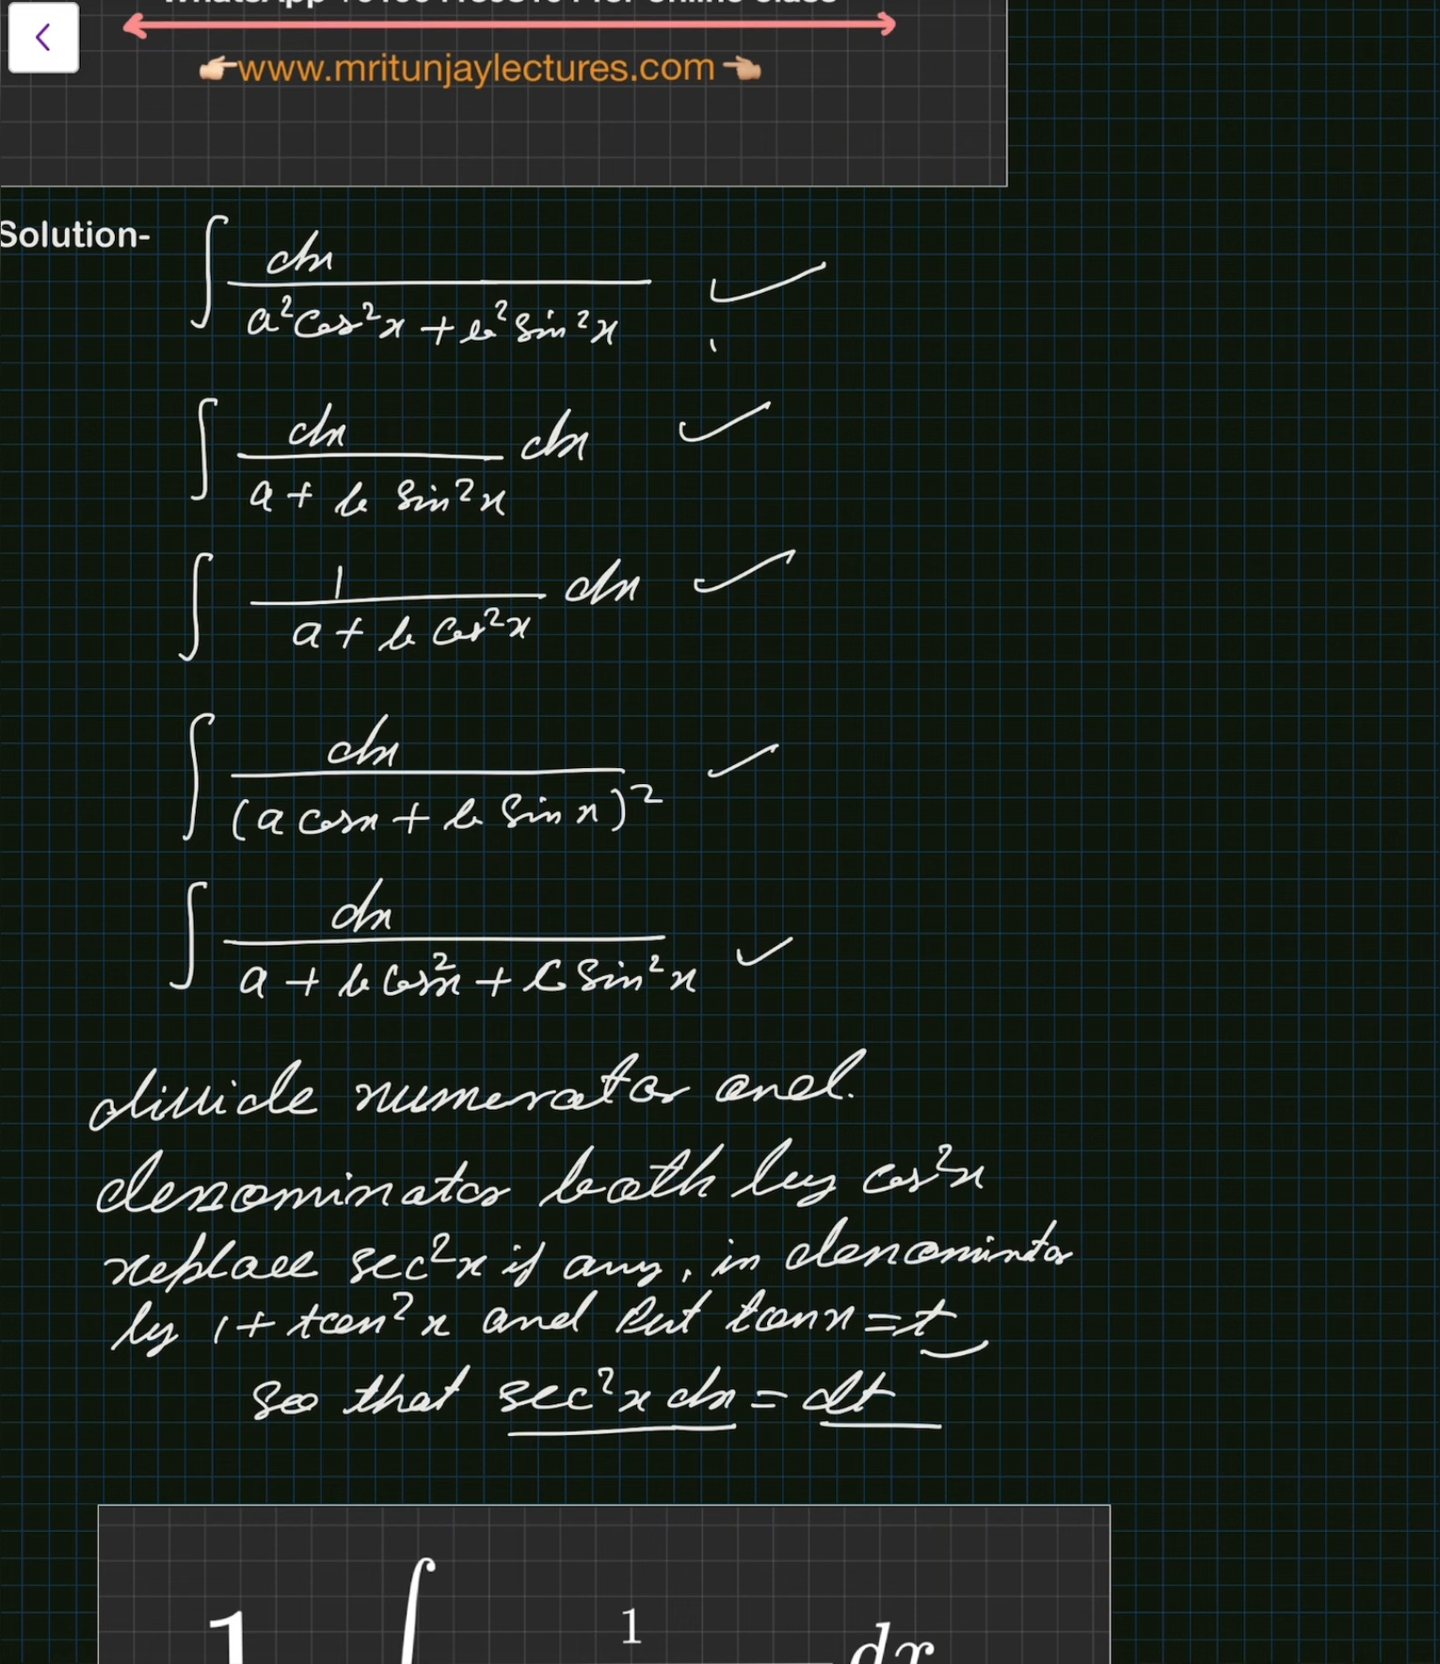 👉🏻www.mritunjaylectures.com👈🏻
Solution-
∫ dx / (a²cos²x + b²sin²x) ✓
∫ dx / (a + b sin²x) dx ✓
∫ 1 / (a + b cos²x) dx ✓
∫ dx / (a cosx + b sin x)² ✓
∫ dx / (a + b cos²x + c sin²x) ✓
divide numerator and.
denominator both by cos²x
replace sec²x if any, in denominator
by 1 + tan²x and put tanx = t
so that sec²x dx = dt
1 ∫ 1 dx